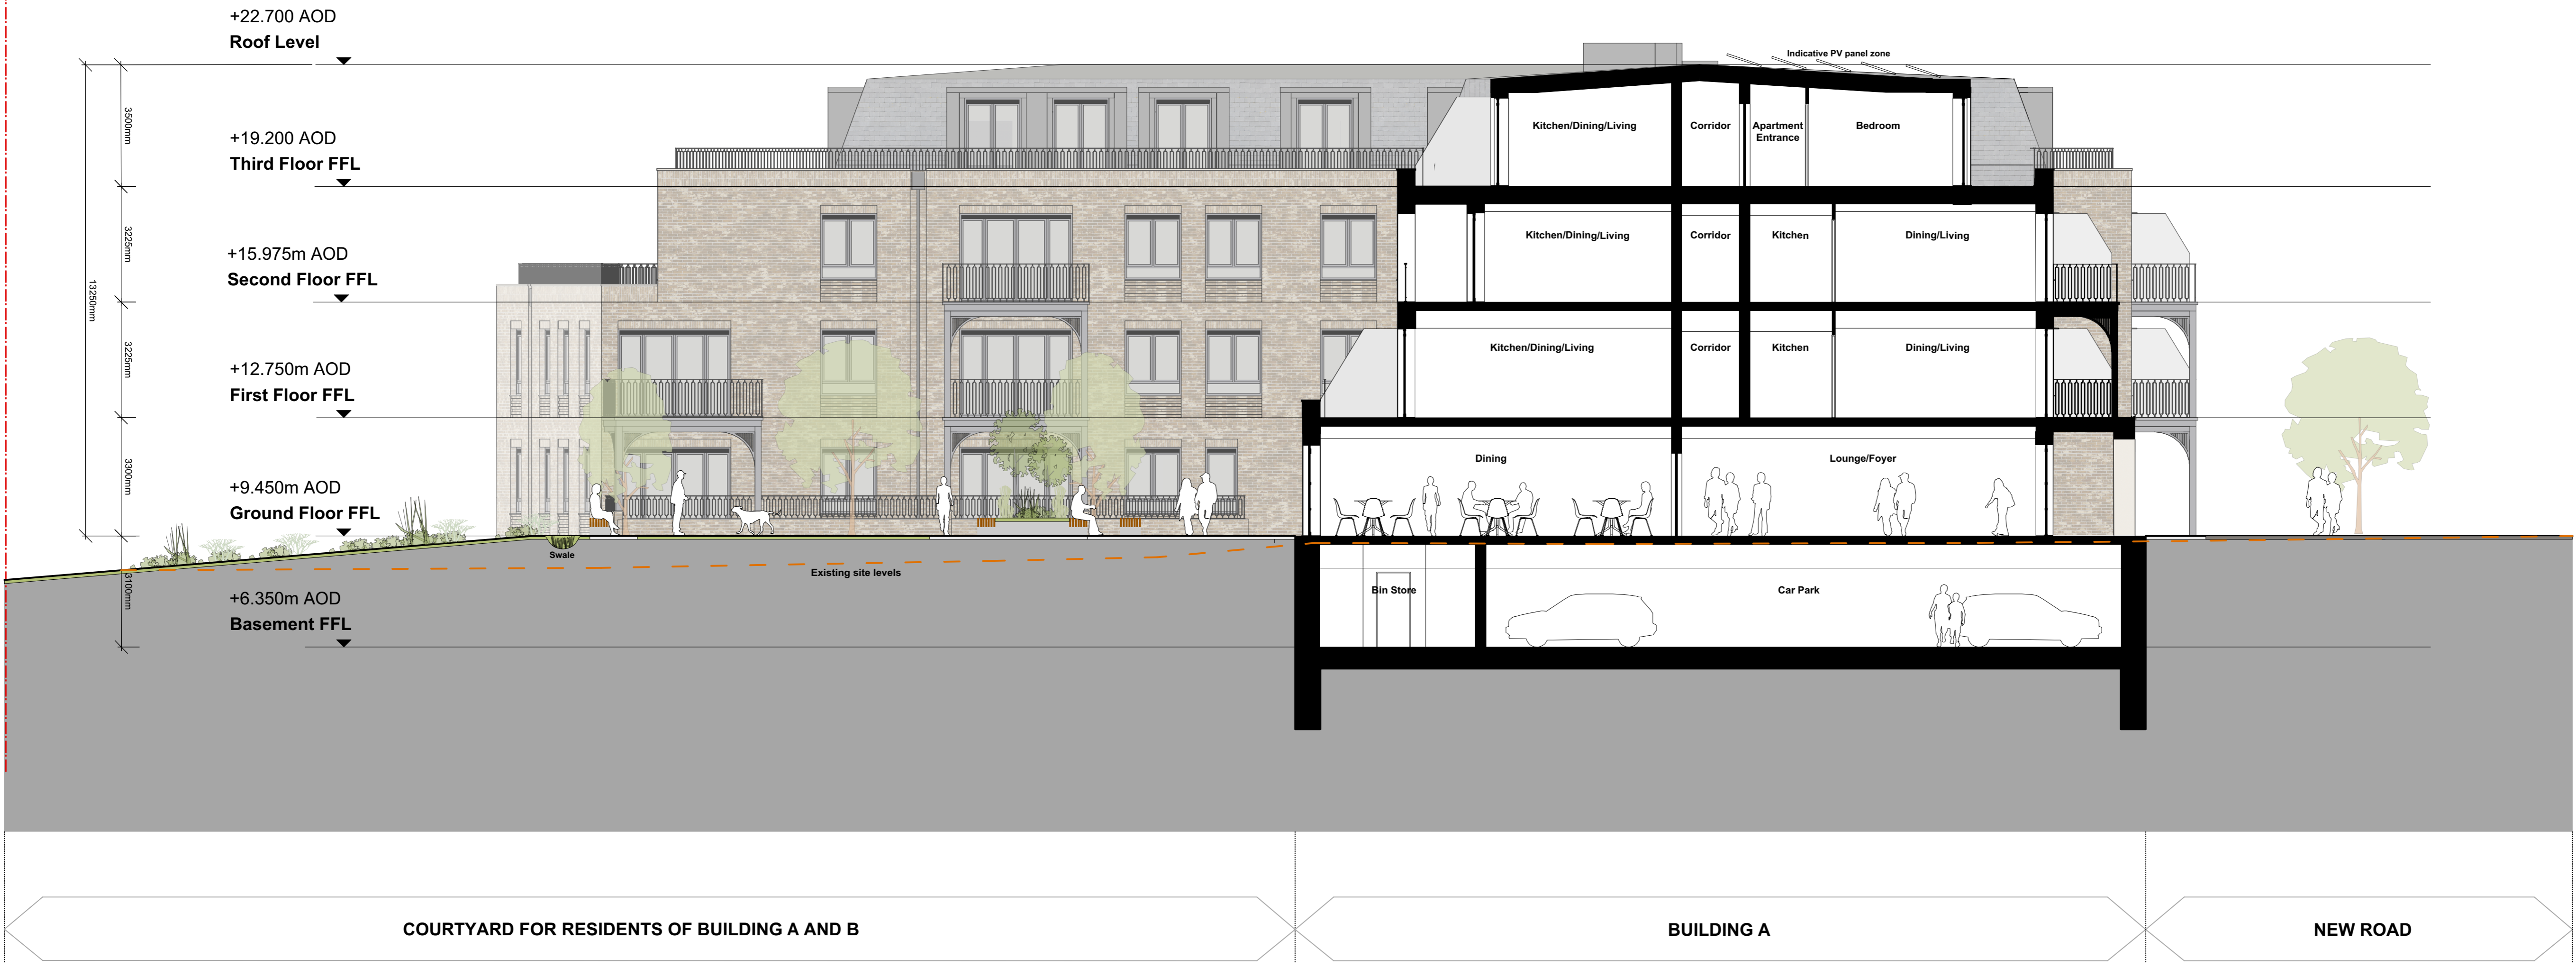 +22.700 AOD
Roof Level
Indicative PV panel zone
3500mm
+19.200 AOD
Third Floor FFL
Kitchen/Dining/Living
Corridor
Apartment
Entrance
Bedroom
3225mm
+15.975m AOD
Second Floor FFL
Kitchen/Dining/Living
Corridor
Kitchen
Dining/Living
13250mm
3225mm
+12.750m AOD
First Floor FFL
Kitchen/Dining/Living
Corridor
Kitchen
Dining/Living
3300mm
+9.450m AOD
Ground Floor FFL
Dining
Lounge/Foyer
Swale
Existing site levels
3100mm
+6.350m AOD
Basement FFL
Bin Store
Car Park
COURTYARD FOR RESIDENTS OF BUILDING A AND B
BUILDING A
NEW ROAD